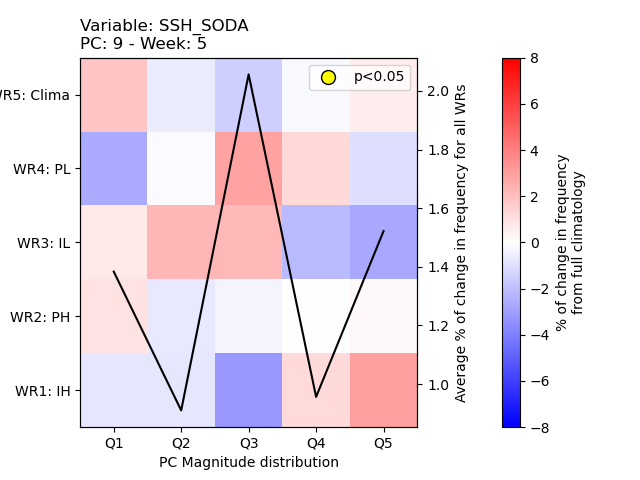 Variable: SSH_SODA
PC: 9 - Week: 5
p<0.05
WR5: Clima
WR4: PL
WR3: IL
WR2: PH
WR1: IH
Q1 Q2 Q3 Q4 Q5
PC Magnitude distribution
2.0
1.8
1.6
1.4
1.2
1.0
Average % of change in frequency for all WRs
8
6
4
2
0
−2
−4
−6
−8
% of change in frequency
from full climatology